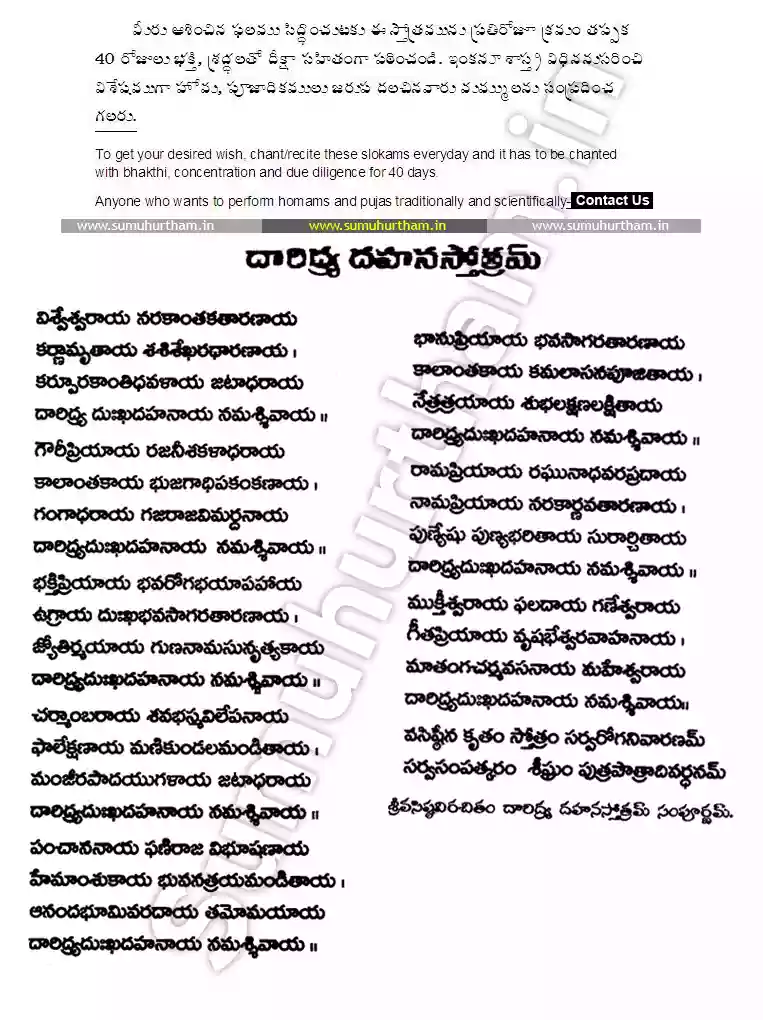 మీరు ఆశించిన ఫలము సిద్ధించుటకు ఈ స్తోత్రమును ప్రతిరోజూ క్రమం తప్పక
40 రోజులు భక్తి, శ్రద్ధలతో దీక్షా సహితంగా పఠించండి. ఇంకనూ శాస్త్ర విధిననుసరించి
విశేషముగా హోమ, పూజాదికములు జరుప దలచినవారు మమ్ములను సంప్రదించ
గలరు.
To get your desired wish, chant/recite these slokams everyday and it has to be chanted
with bhakthi, concentration and due diligence for 40 days.
Anyone who wants to perform homams and pujas traditionally and scientifically- Contact Us
www.sumuhurtham.in www.sumuhurtham.in www.sumuhurtham.in
దారిద్ర్య దహనస్తోత్రమ్
విశ్వేశ్వరాయ నరకాంతకతారణాయ
కర్ణామృతాయ శశిశేఖరధారణాయ।
కర్పూరకాంతిధవళాయ జటాధరాయ
దారిద్ర్య దుఃఖదహనాయ నమశ్శివాయ॥
గౌరీప్రియాయ రజనీశకళాధరాయ
కాలాంతకాయ భుజగాధిపకంకణాయ।
గంగాధరాయ గజరాజవిమర్దనాయ
దారిద్ర్యదుఃఖదహనాయ నమశ్శివాయ॥
భక్తిప్రియాయ భవరోగభయాపహాయ
ఉగ్రాయ దుఃఖభవసాగరతారణాయ।
జ్యోతిర్మయాయ గుణనామసునృత్యకాయ
దారిద్ర్యదుఃఖదహనాయ నమశ్శివాయ॥
చర్మాంబరాయ శవభస్మవిలేపనాయ
ఫాలేక్షణాయ మణికుండలమండితాయ।
మంజీరపాదయుగళాయ జటాధరాయ
దారిద్ర్యదుఃఖదహనాయ నమశ్శివాయ॥
పంచాననాయ ఫణిరాజ విభూషణాయ
హేమాంశుకాయ భువనత్రయమండితాయ।
ఆనందభూమివరదాయ తమోమయాయ
దారిద్ర్యదుఃఖదహనాయ నమశ్శివాయ॥
భానుప్రియాయ భవసాగరతారణాయ
కాలాంతకాయ కమలాసనపూజితాయ।
నేత్రత్రయాయ శుభలక్షణలక్షితాయ
దారిద్ర్యదుఃఖదహనాయ నమశ్శివాయ॥
రామప్రియాయ రఘునాధవరప్రదాయ
నామప్రియాయ నరకార్ణవతారణాయ।
పుణ్యేషు పుణ్యభరితాయ సురార్చితాయ
దారిద్ర్యదుఃఖదహనాయ నమశ్శివాయ॥
ముక్తీశ్వరాయ ఫలదాయ గణేశ్వరాయ
గీతప్రియాయ వృషభేశ్వరవాహనాయ।
మాతంగచర్మవసనాయ మహేశ్వరాయ
దారిద్ర్యదుఃఖదహనాయ నమశ్శివాయ॥
వసిష్ఠేన కృతం స్తోత్రం సర్వరోగనివారణమ్
సర్వసంపత్కరం శీఘ్రం పుత్రపౌత్రాదివర్ధనమ్
శ్రీవసిష్ఠవిరచితం దారిద్ర్య దహనస్తోత్రమ్ సంపూర్ణమ్.
sumuhurtham.in